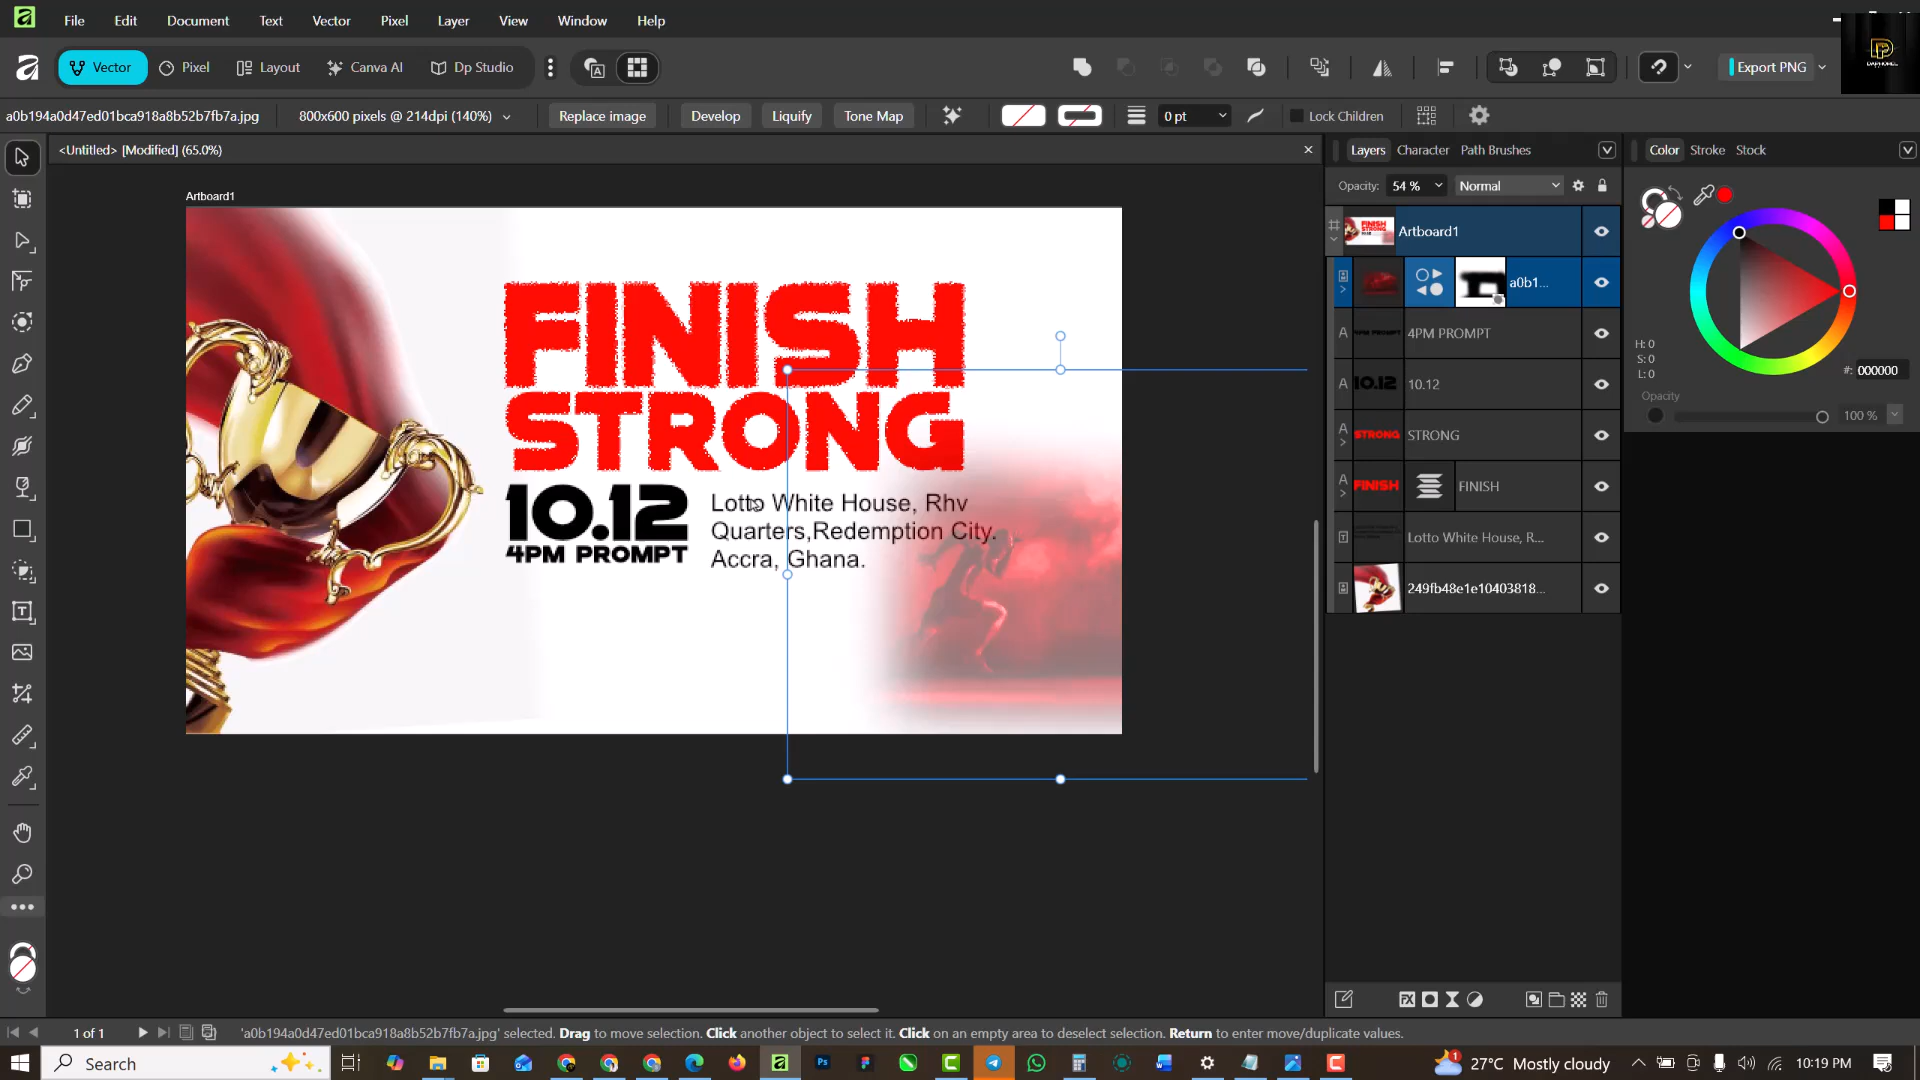 File Edit Document Text Vector Pixel Layer View Window Help
Vector Pixel Layout Canva AI Dp Studio Export PNG
a0b194a0d47ed01bca918a8b52b7fb7a.jpg 800x600 pixels @ 214dpi (140%) Replace image Develop Liquify Tone Map 0 pt Lock Children
<Untitled> [Modified] (65.0%)
Artboard1
FINISH
STRONG
10.12
4PM PROMPT
Lotto White House, Rhv
Quarters,Redemption City.
Accra, Ghana.
Layers Character Path Brushes
Opacity: 54 % Normal
Artboard1
a0b1...
4PM PROMPT
10.12
STRONG
FINISH
Lotto White House, R...
249fb48e1e10403818...
Color Stroke Stock
H: 0
S: 0
L: 0
#: 000000
Opacity
100 %
1 of 1 'a0b194a0d47ed01bca918a8b52b7fb7a.jpg' selected. Drag to move selection. Click another object to select it. Click on an empty area to deselect selection. Return to enter move/duplicate values.
Search 27°C Mostly cloudy 10:19 PM